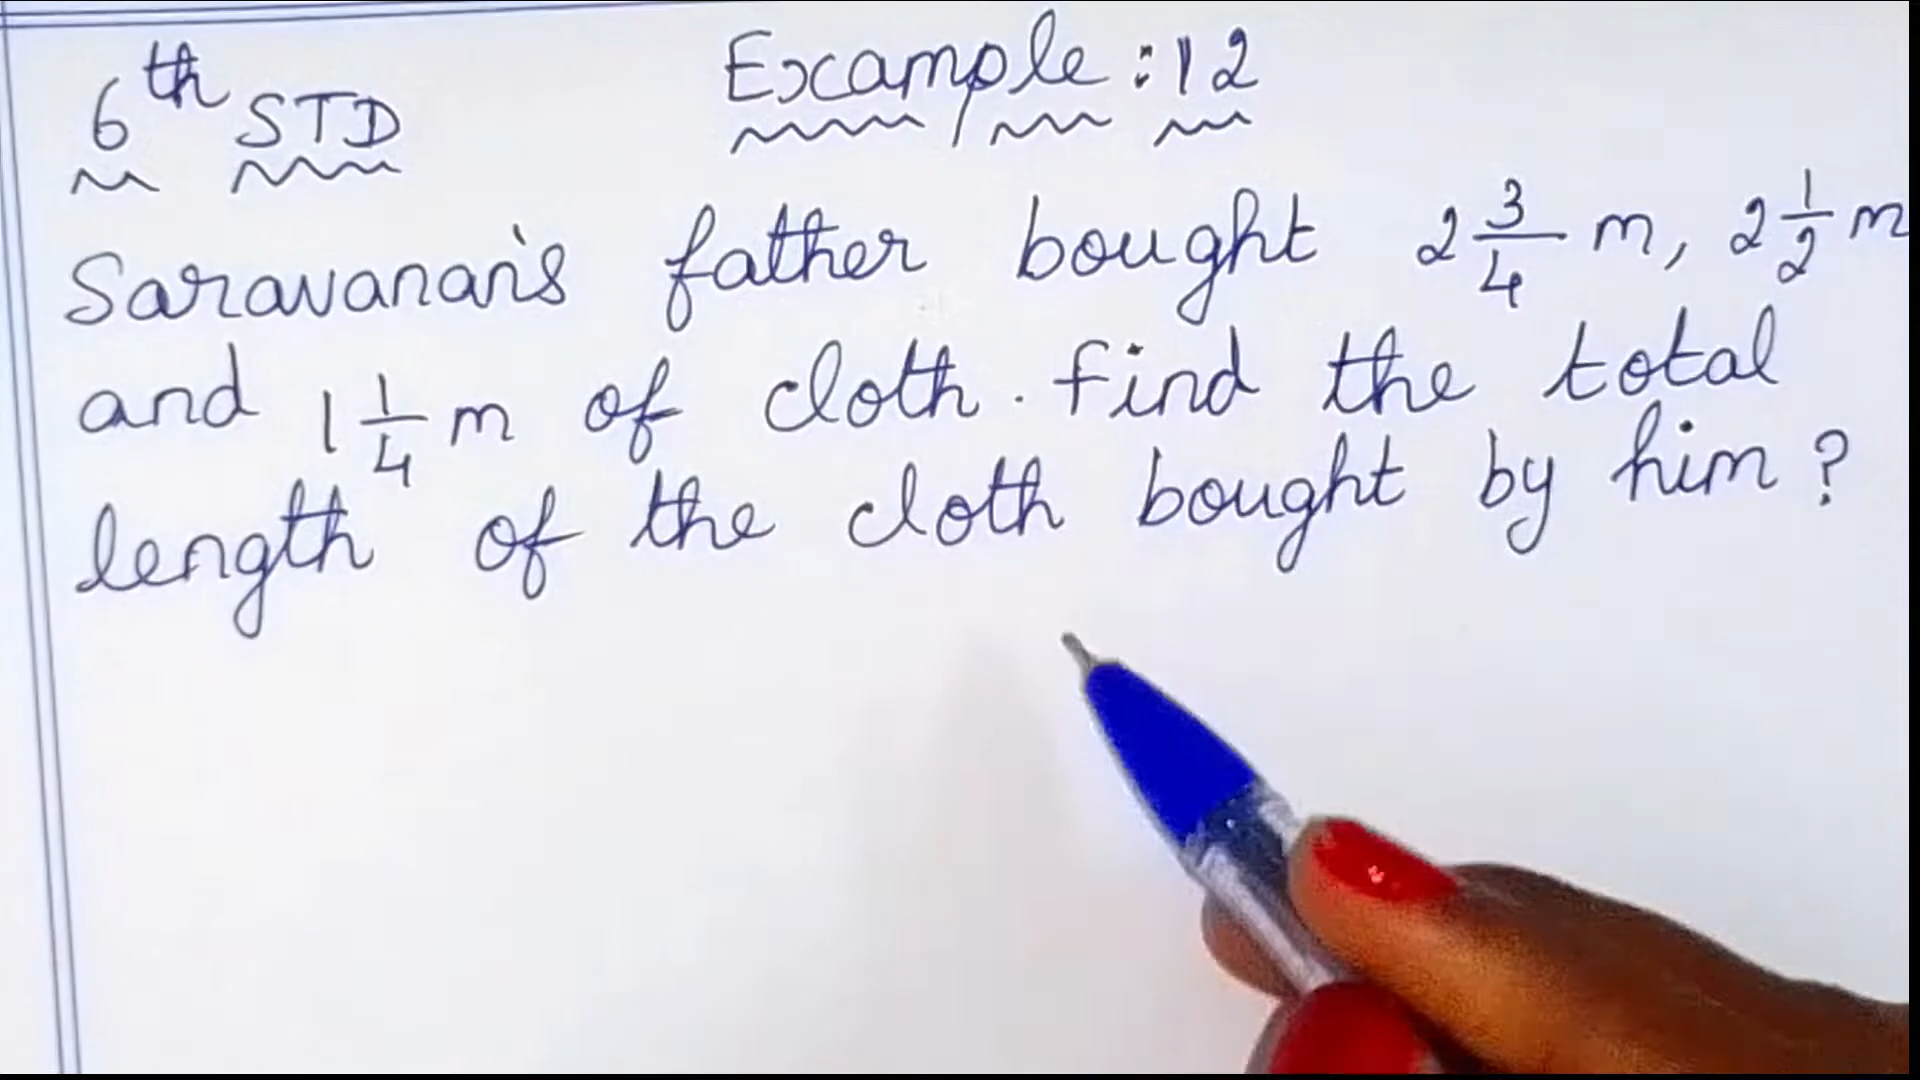 6th STD Example : 12
Saravanan's father bought 2 3/4 m, 2 1/2 m
and 1 1/4 m of cloth. find the total
length of the cloth bought by him ?